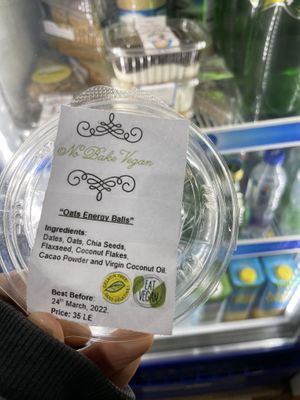 No Bake Vegan
"Oats Energy Balls"
Ingredients:
Dates, Oats, Chia Seeds,
Flaxseed, Coconut Flakes,
Cacao Powder and Virgin Coconut Oil.
Best Before:
24th March, 2022.
Price: 35 LE
EAT
VEGAN